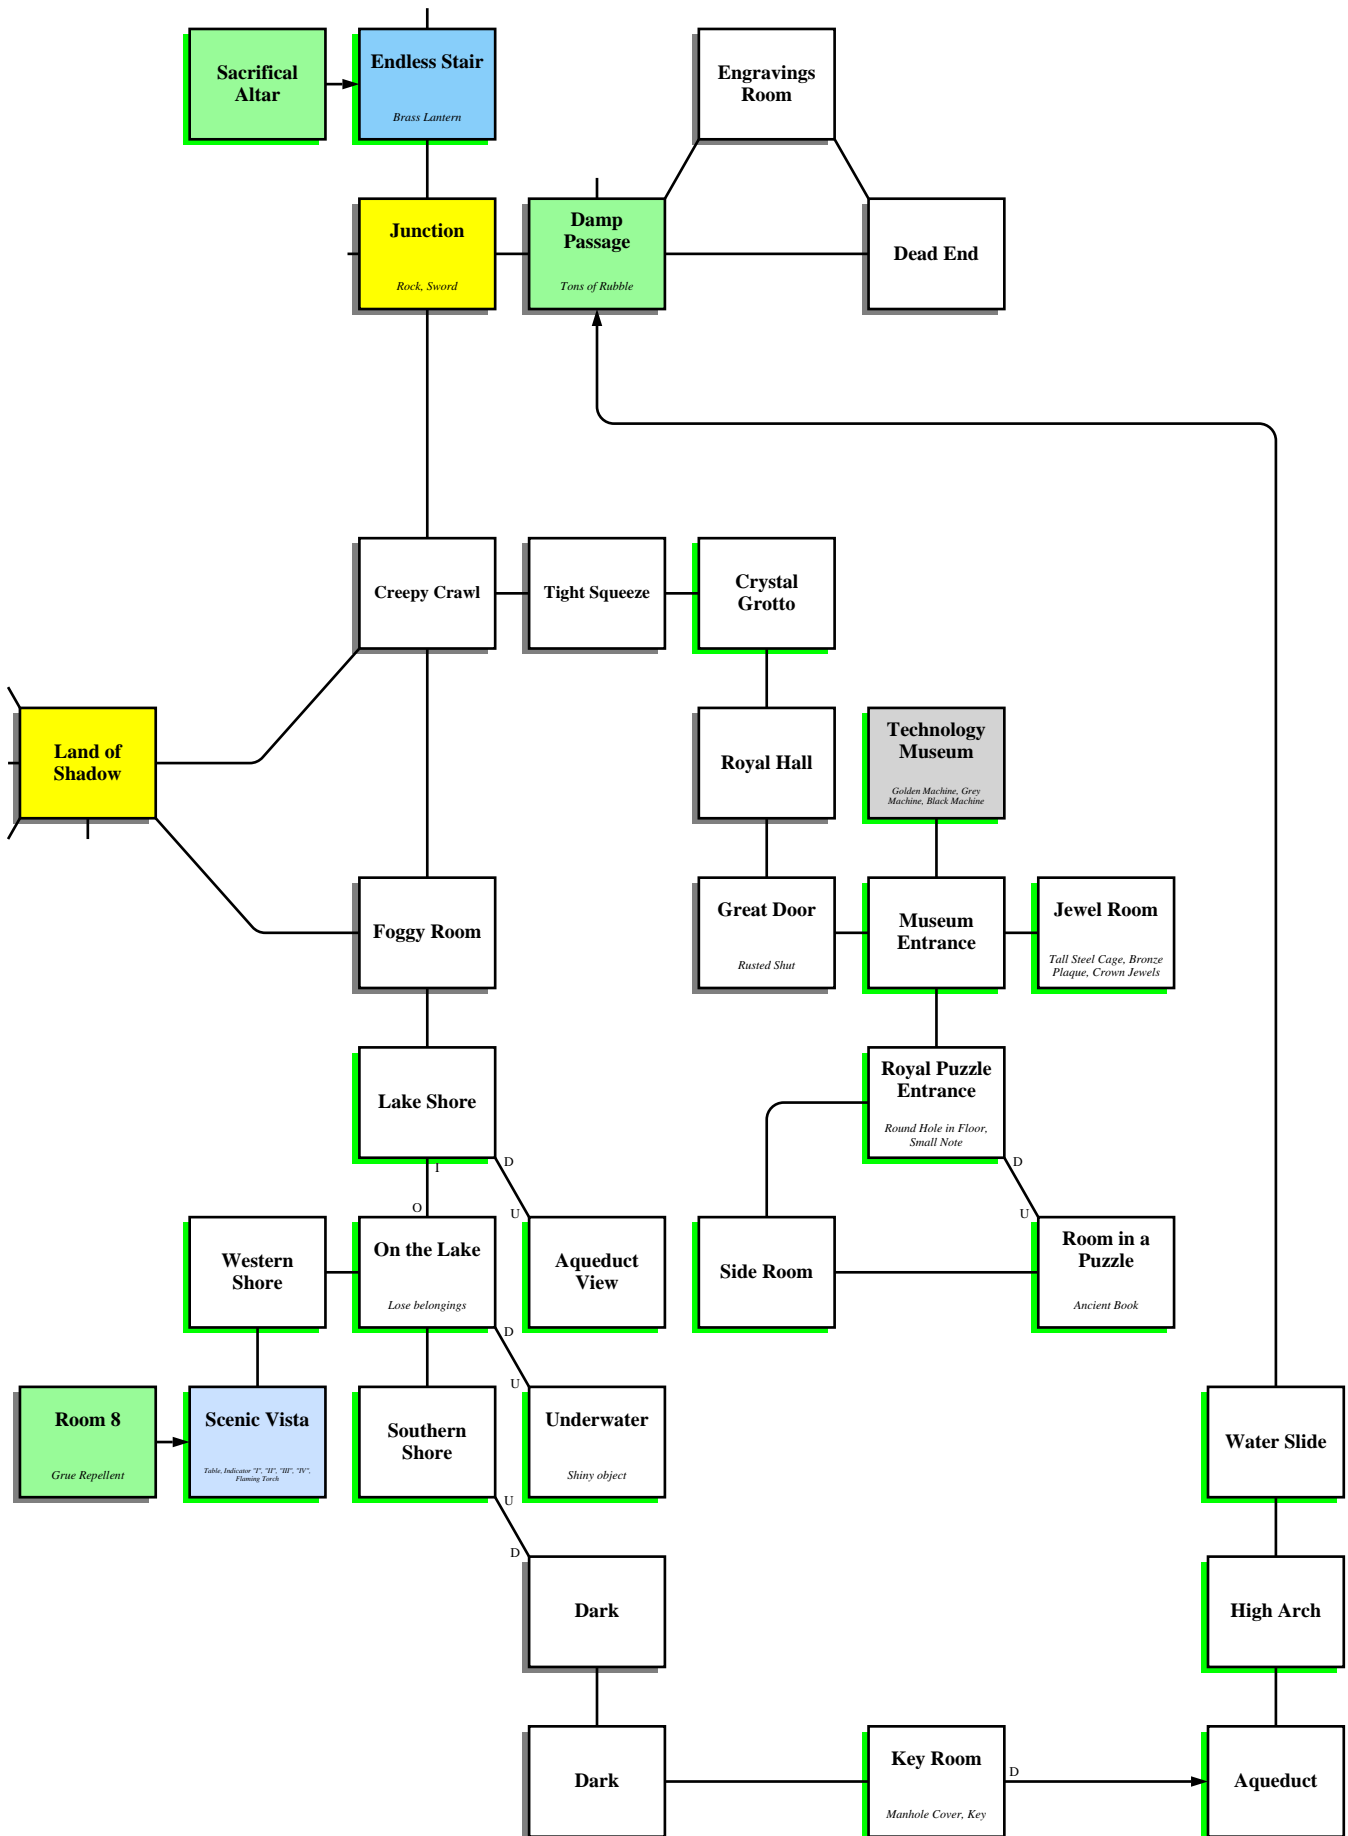 Sacrifical
Altar
Endless Stair
Brass Lantern
Engravings
Room
Junction
Rock, Sword
Damp
Passage
Tons of Rubble
Dead End
Creepy Crawl
Tight Squeeze
Crystal
Grotto
Land of
Shadow
Royal Hall
Technology
Museum
Golden Machine, Grey
Machine, Black Machine
Foggy Room
Great Door
Rusted Shut
Museum
Entrance
Jewel Room
Tall Steel Cage, Bronze
Plaque, Crown Jewels
Lake Shore
Royal Puzzle
Entrance
Round Hole in Floor,
Small Note
I
D
D
O
U
U
Western
Shore
On the Lake
Lose belongings
Aqueduct
View
Side Room
Room in a
Puzzle
Ancient Book
D
U
Room 8
Grue Repellent
Scenic Vista
Table, Indicator "I", "II", "III", "IV",
Flaming Torch
Southern
Shore
Underwater
Shiny object
Water Slide
U
D
Dark
High Arch
Dark
Key Room
Manhole Cover, Key
D
Aqueduct